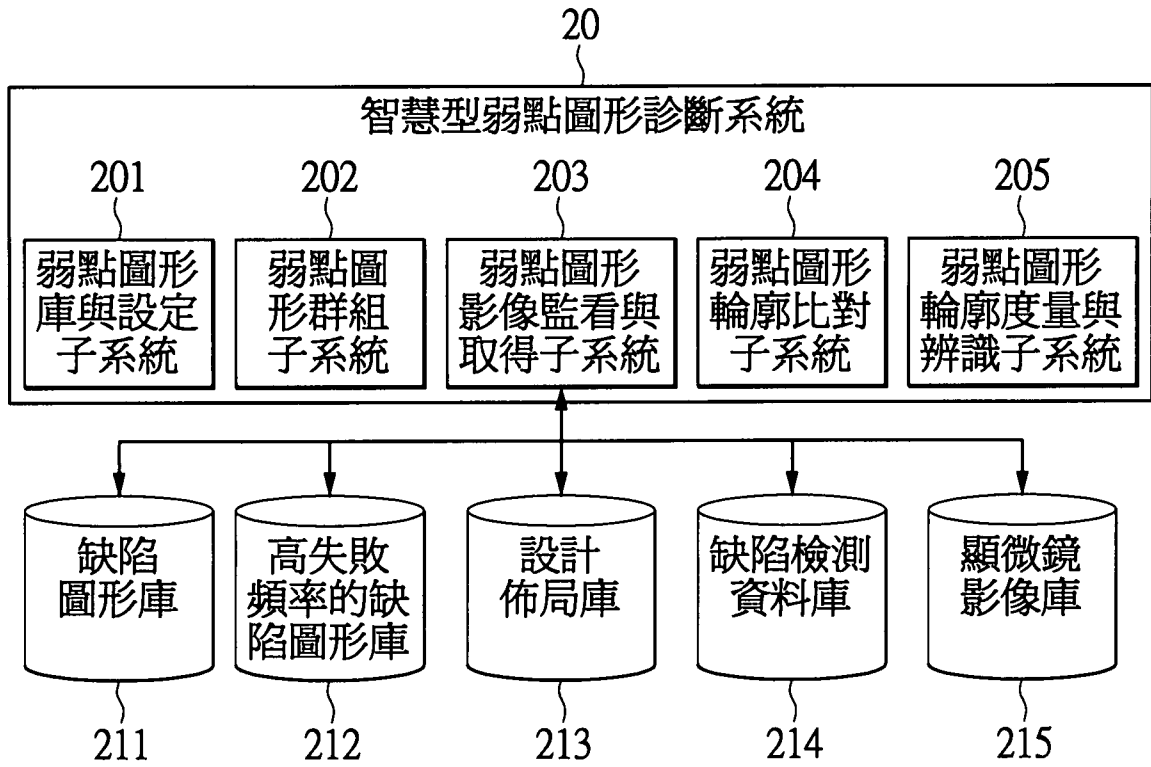 20
智慧型弱點圖形診斷系統
201
202
203
204
205
弱點圖形
庫與設定
子系統
弱點圖
形群組
子系統
弱點圖形
影像監看與
取得子系統
弱點圖形
輪廓比對
子系統
弱點圖形
輪廓度量與
辨識子系統
缺陷
圖形庫
高失敗
頻率的缺
陷圖形庫
設計
佈局庫
缺陷檢測
資料庫
顯微鏡
影像庫
211
212
213
214
215